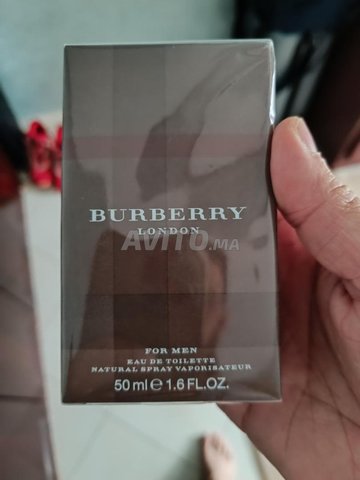 BURBERRY
LONDON
AVITO.MA
FOR MEN
EAU DE TOILETTE
NATURAL SPRAY VAPORISATEUR
50 ml ℮ 1.6 FL.OZ.